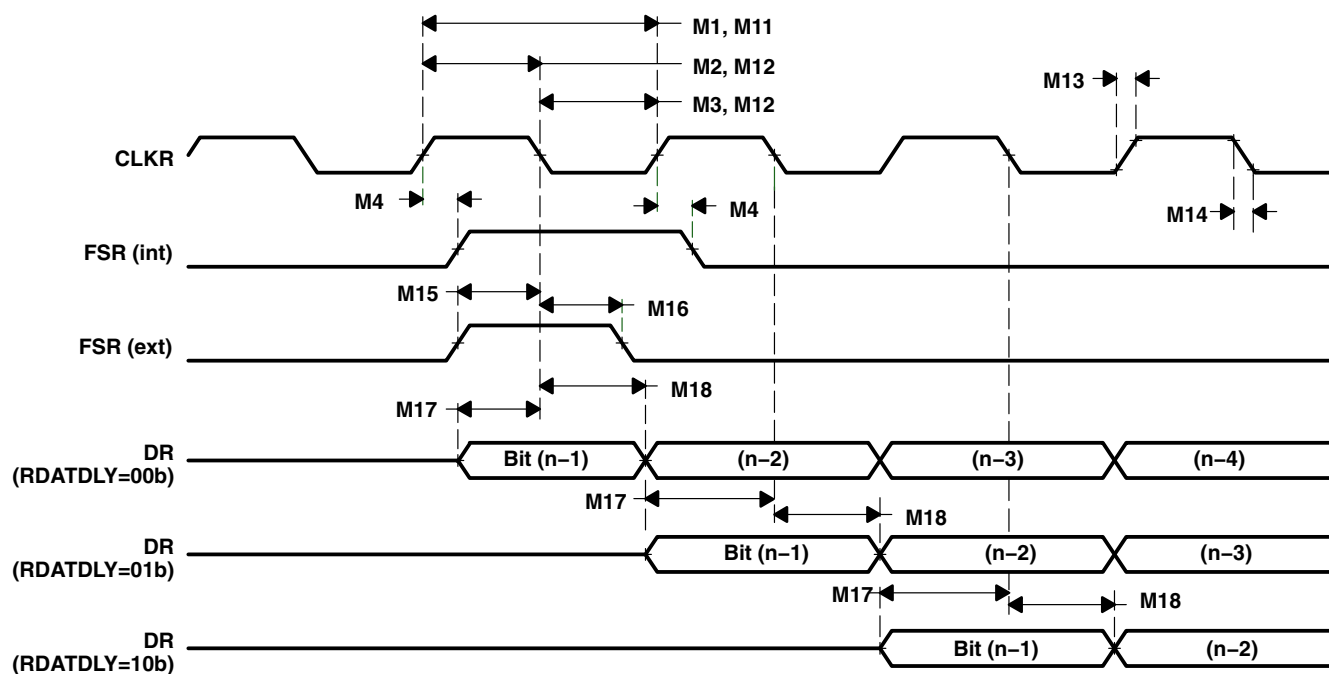 M1, M11
M2, M12
M3, M12
M13
CLKR
M4
M4
M14
FSR (int)
M15
M16
FSR (ext)
M18
M17
DR
(RDATDLY=00b)
Bit (n−1)
(n−2)
(n−3)
(n−4)
M17
M18
DR
(RDATDLY=01b)
Bit (n−1)
(n−2)
(n−3)
M17
M18
DR
(RDATDLY=10b)
Bit (n−1)
(n−2)